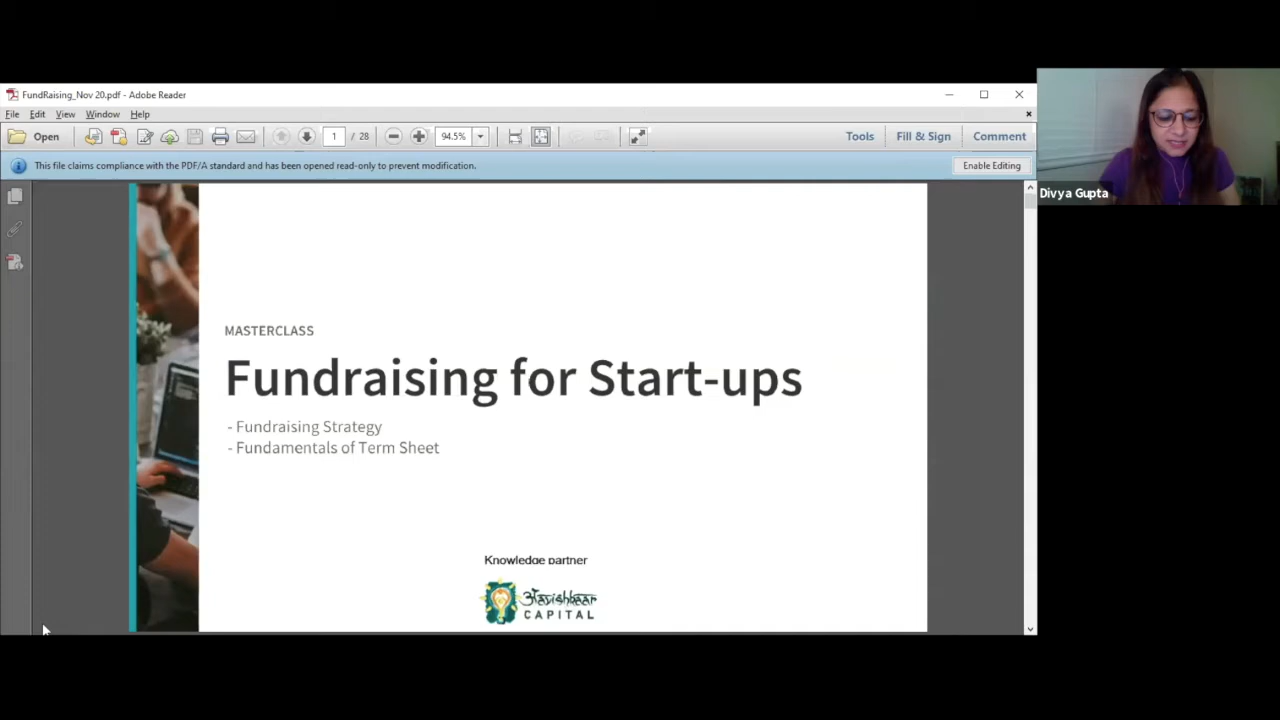 FundRaising_Nov 20.pdf - Adobe Reader
File Edit View Window Help
Open 1 / 28 94.5% Tools Fill & Sign Comment
This file claims compliance with the PDF/A standard and has been opened read-only to prevent modification. Enable Editing
Divya Gupta
MASTERCLASS
Fundraising for Start-ups
- Fundraising Strategy
- Fundamentals of Term Sheet
Knowledge partner
आavishkaar
CAPITAL